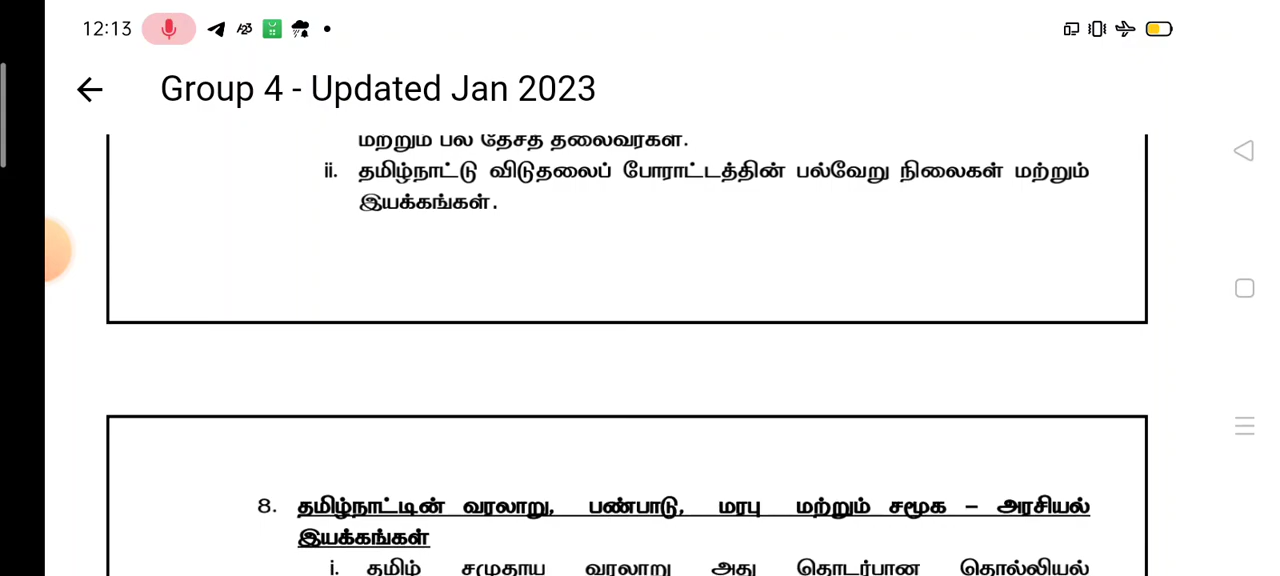 12:13
Group 4 - Updated Jan 2023
மற்றும் பல தேசத் தலைவர்கள்.
ii. தமிழ்நாட்டு விடுதலைப் போராட்டத்தின் பல்வேறு நிலைகள் மற்றும்
இயக்கங்கள்.
8. தமிழ்நாட்டின் வரலாறு, பண்பாடு, மரபு மற்றும் சமூக – அரசியல்
இயக்கங்கள்
i. தமிழ் சமுதாய வரலாறு அது தொடர்பான தொல்லியல்